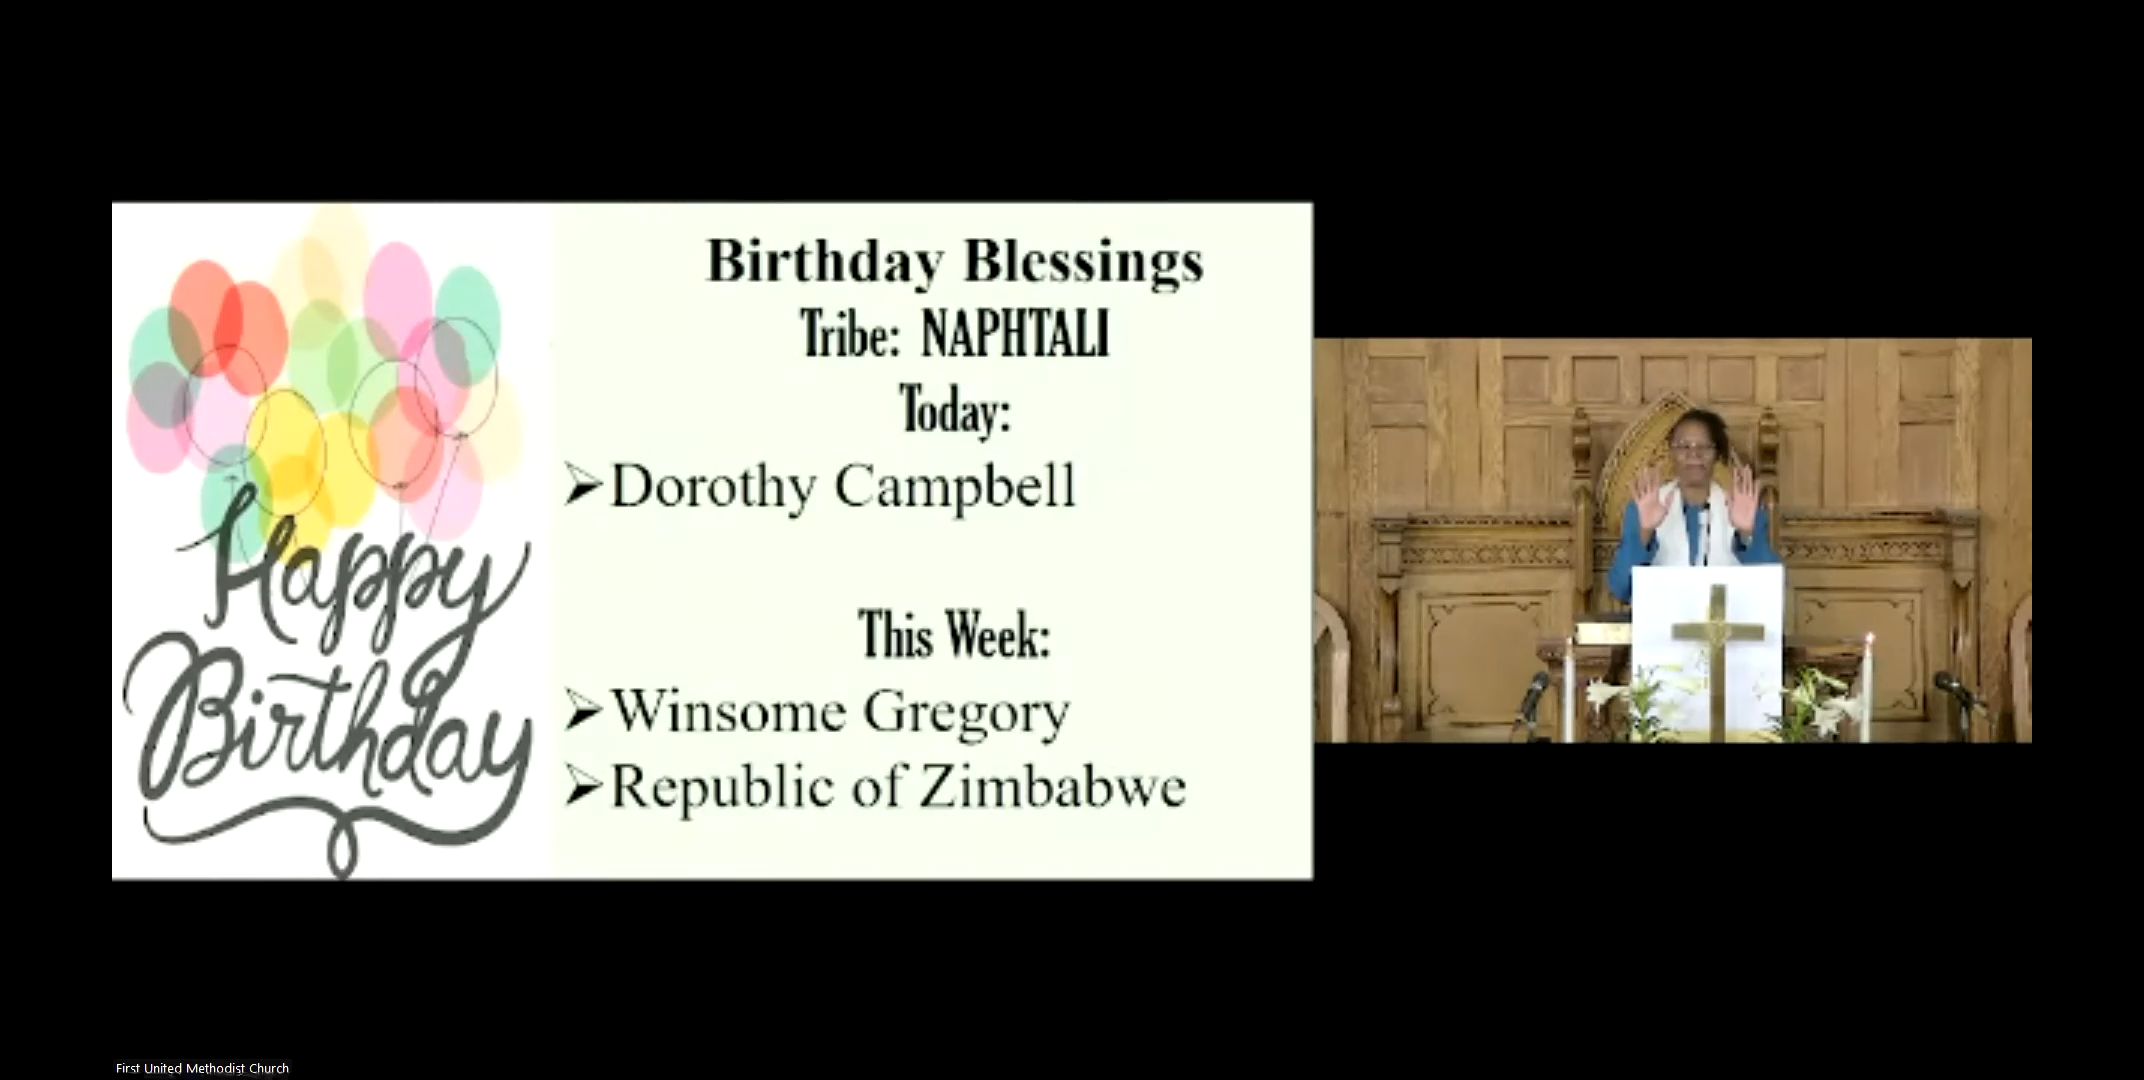 Happy
Birthday
Birthday Blessings
Tribe: NAPHTALI
Today:
➢Dorothy Campbell
This Week:
➢Winsome Gregory
➢Republic of Zimbabwe
First United Methodist Church